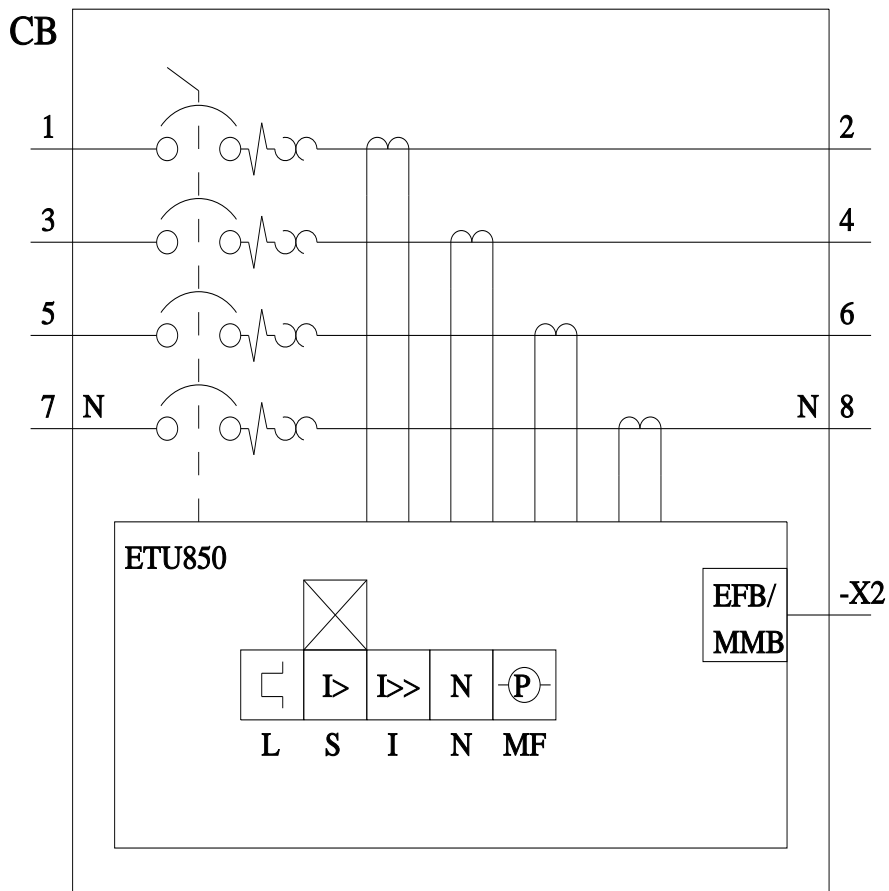 CB
1 2
3 4
5 6
7 N N 8
ETU850
EFB/ -X2
MMB
I> I>> N P
L S I N MF